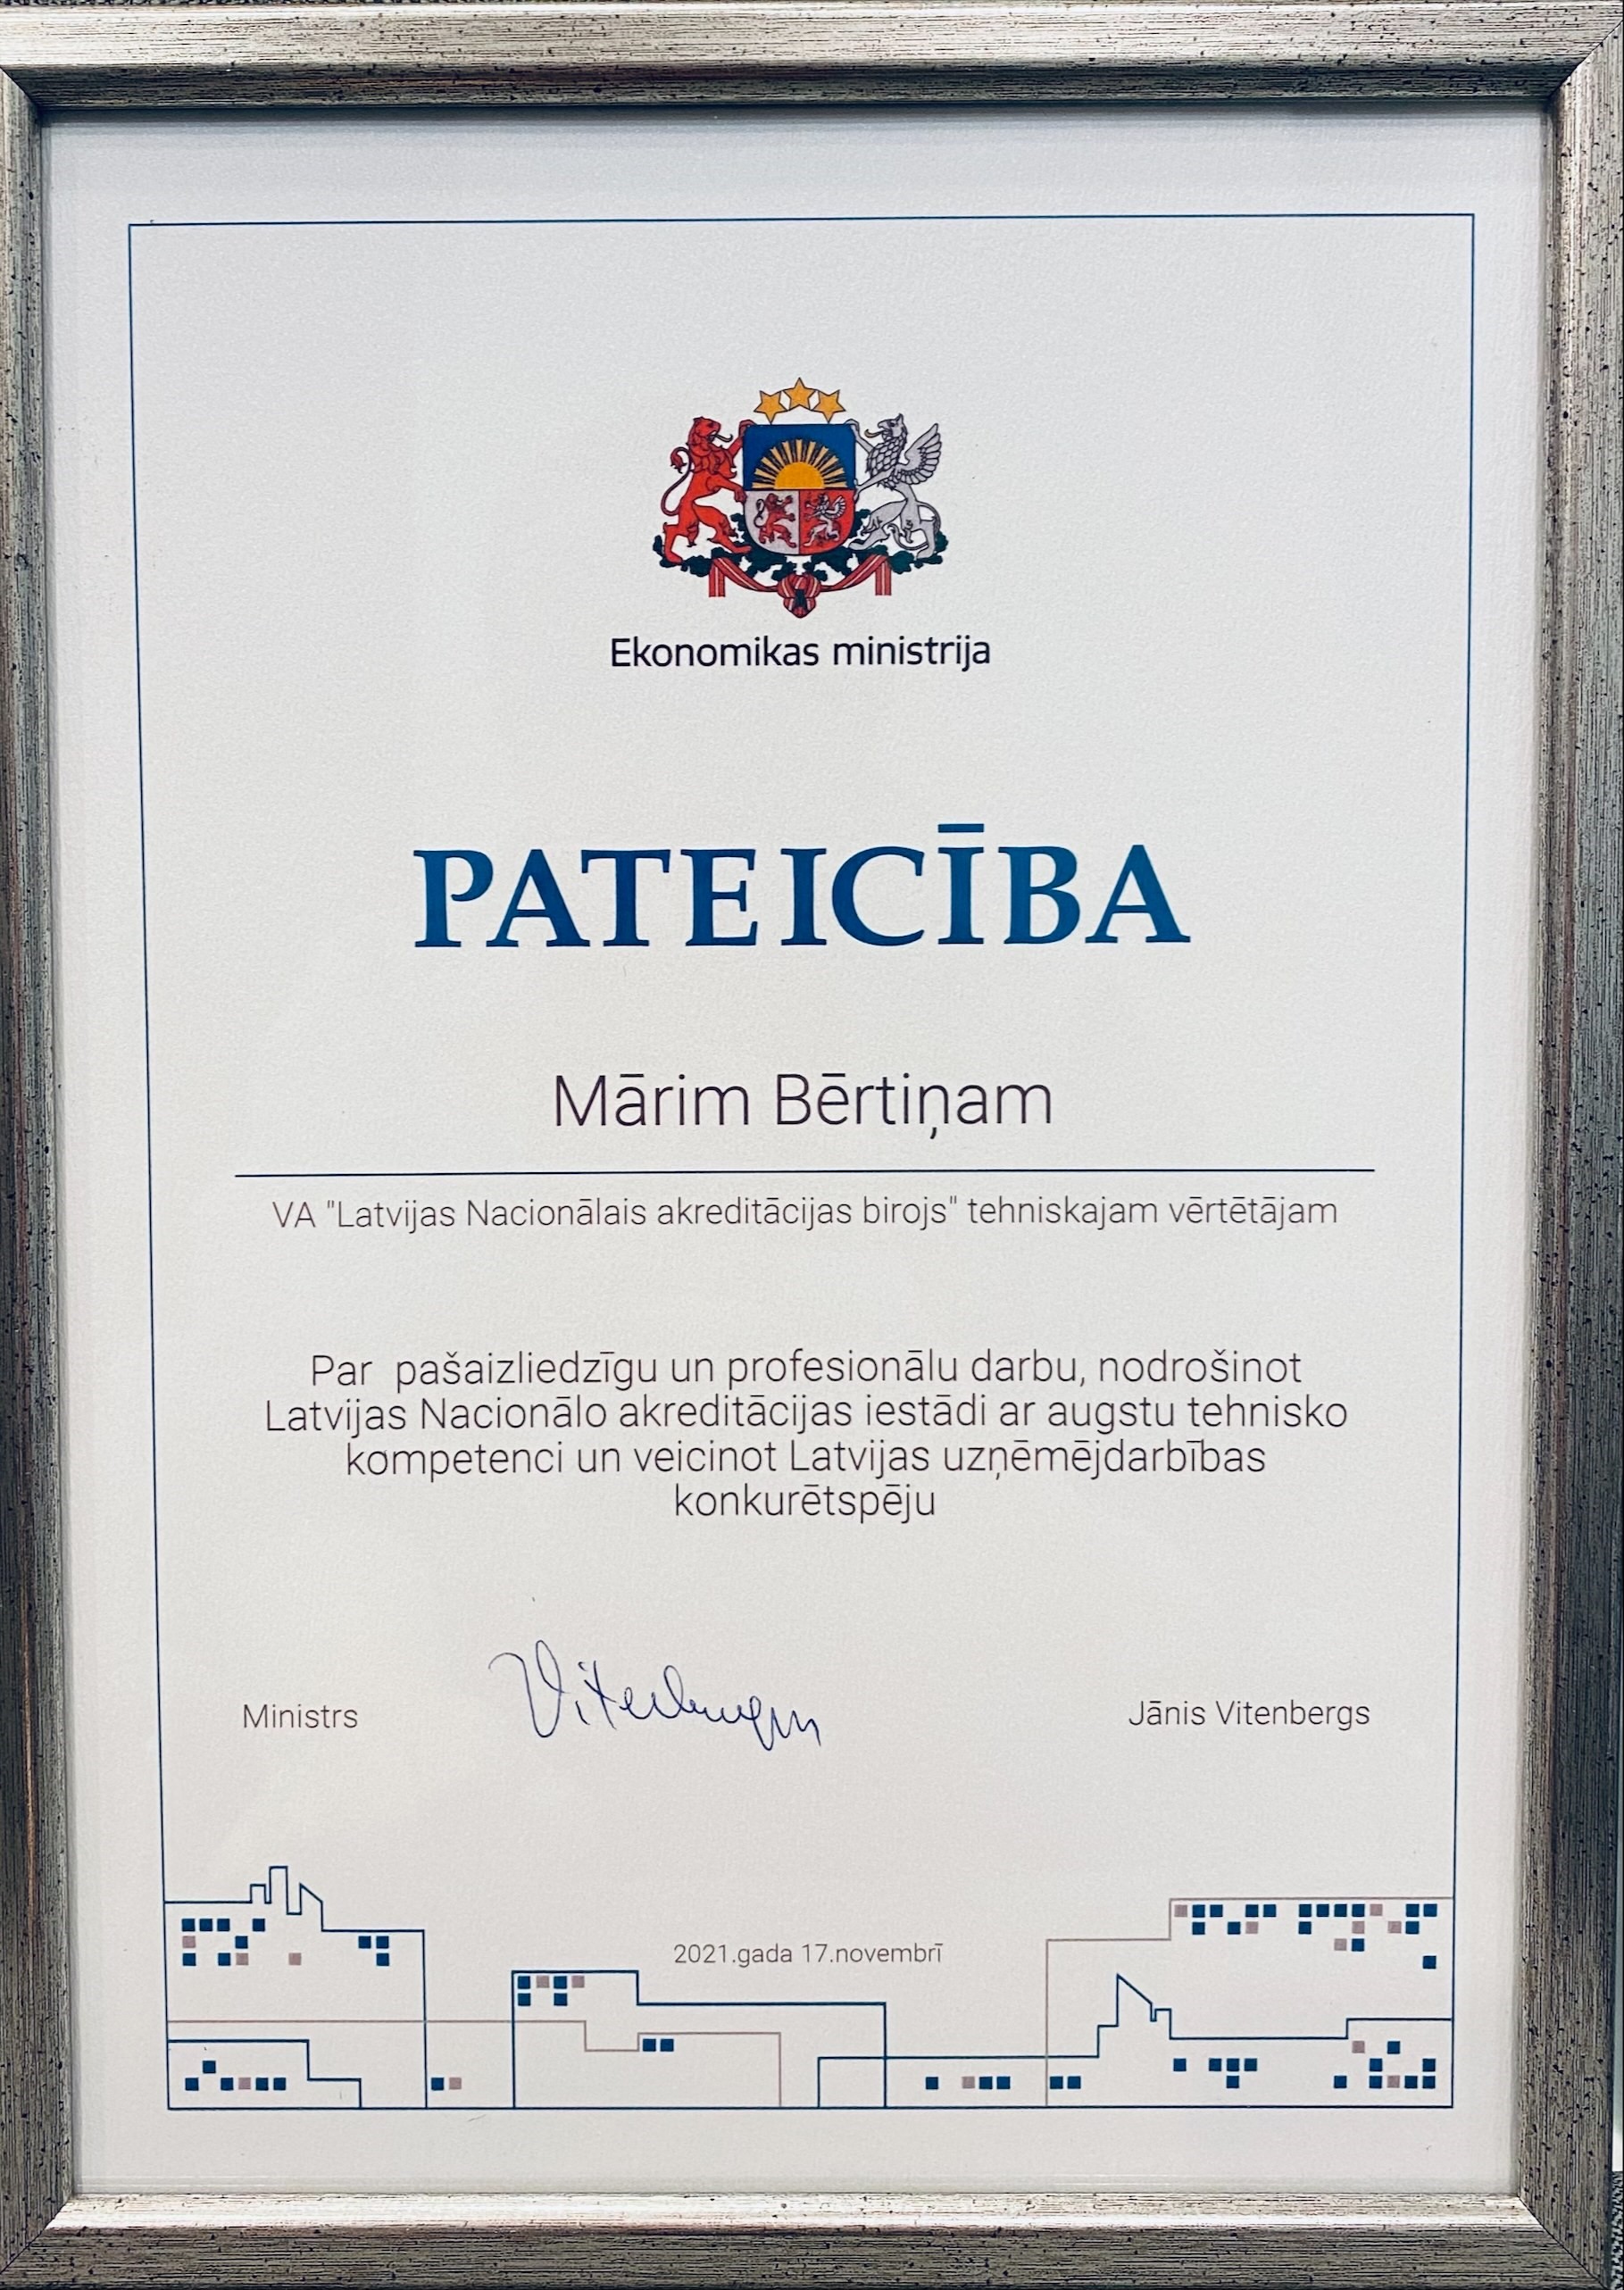 Ekonomikas ministrija
PATEICĪBA
Mārim Bērtiņam
VA "Latvijas Nacionālais akreditācijas birojs" tehniskajam vērtētājam
Par pašaizliedzīgu un profesionālu darbu, nodrošinot
Latvijas Nacionālo akreditācijas iestādi ar augstu tehnisko
kompetenci un veicinot Latvijas uzņēmējdarbības
konkurētspēju
Ministrs Vitenbergs Jānis Vitenbergs
2021.gada 17.novembrī